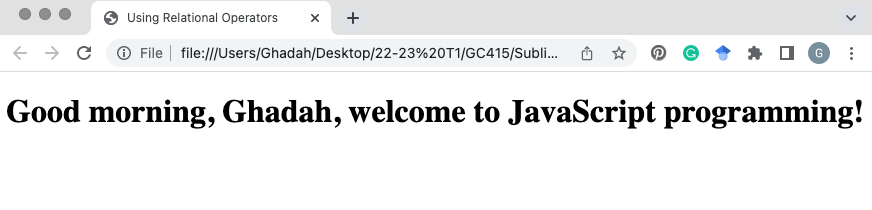 Using Relational Operators
File file:///Users/Ghadah/Desktop/22-23%20T1/GC415/Subli...
G
Good morning, Ghadah, welcome to JavaScript programming!